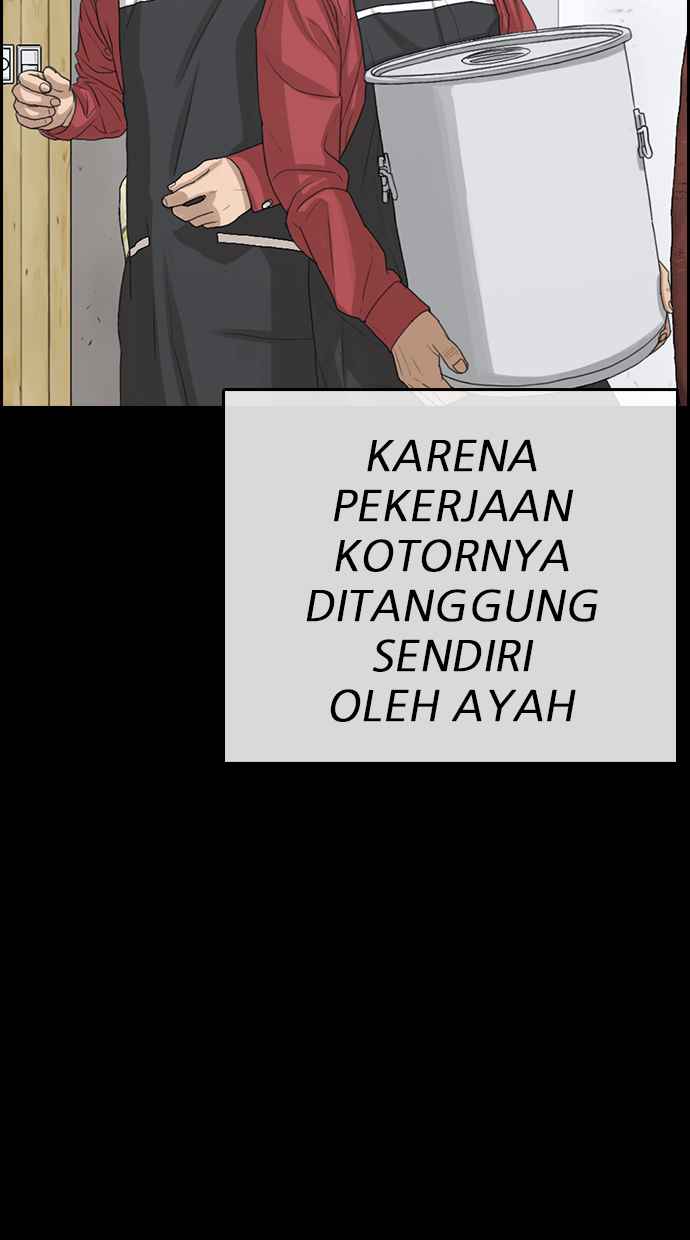 KARENA
PEKERJAAN
KOTORNYA
DITANGGUNG
SENDIRI
OLEH AYAH